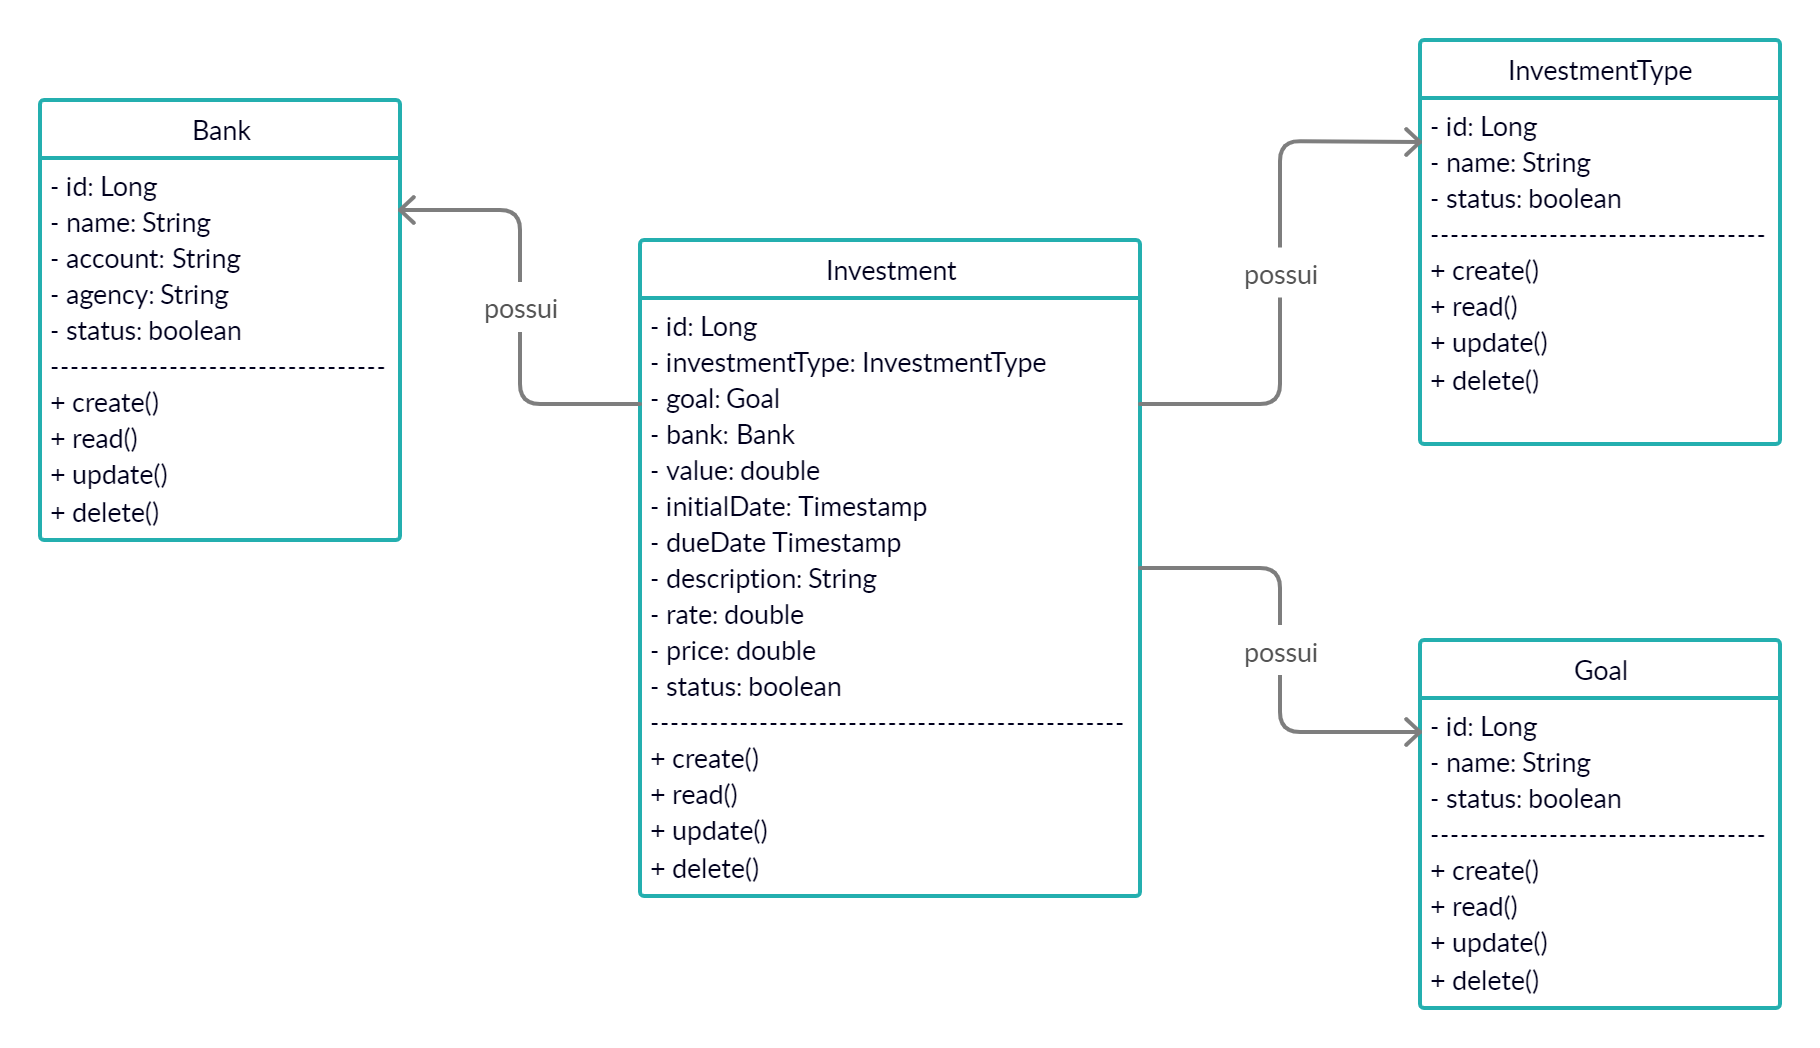 Bank
- id: Long
- name: String
- account: String
- agency: String
- status: boolean
----------------------------------
+ create()
+ read()
+ update()
+ delete()
possui
Investment
- id: Long
- investmentType: InvestmentType
- goal: Goal
- bank: Bank
- value: double
- initialDate: Timestamp
- dueDate Timestamp
- description: String
- rate: double
- price: double
- status: boolean
------------------------------------------------
+ create()
+ read()
+ update()
+ delete()
possui
InvestmentType
- id: Long
- name: String
- status: boolean
----------------------------------
+ create()
+ read()
+ update()
+ delete()
possui
Goal
- id: Long
- name: String
- status: boolean
----------------------------------
+ create()
+ read()
+ update()
+ delete()